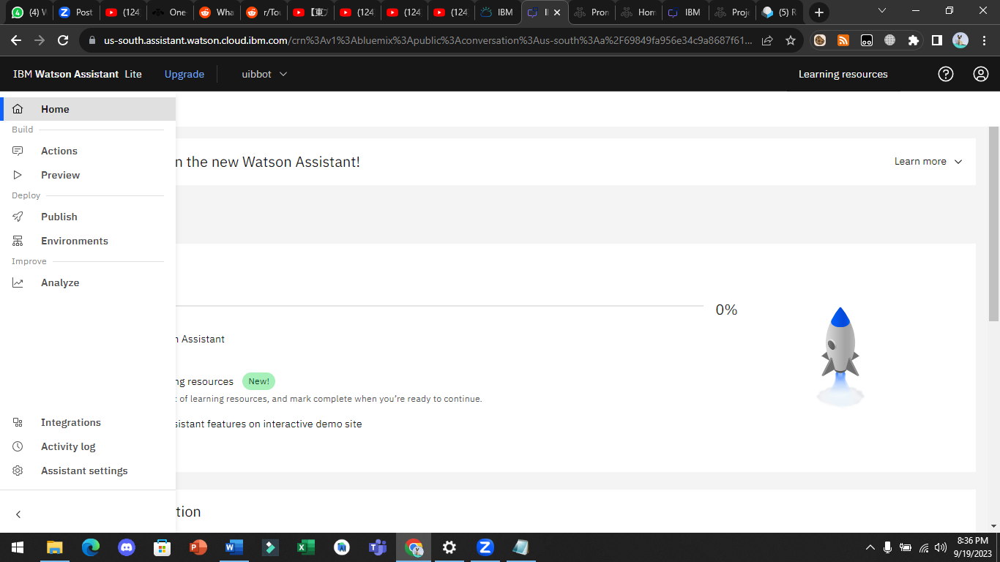 (4) W
Post
(124
One
Wha
r/Tou
【東方
(124
(124
(124
IBM
Pron
Hom
IBM
Proje
(5) R
us-south.assistant.watson.cloud.ibm.com/crn%3Av1%3Abluemix%3Apublic%3Aconversation%3Aus-south%3Aa%2F69849fa956e34c9a8687f61...
IBM Watson Assistant Lite
Upgrade
uibbot
Learning resources
Home
Build
Actions
Preview
Deploy
Publish
Environments
Improve
Analyze
Integrations
Activity log
Assistant settings
n the new Watson Assistant!
Learn more
0%
n Assistant
ng resources New!
t of learning resources, and mark complete when you're ready to continue.
sistant features on interactive demo site
tion
8:36 PM
9/19/2023